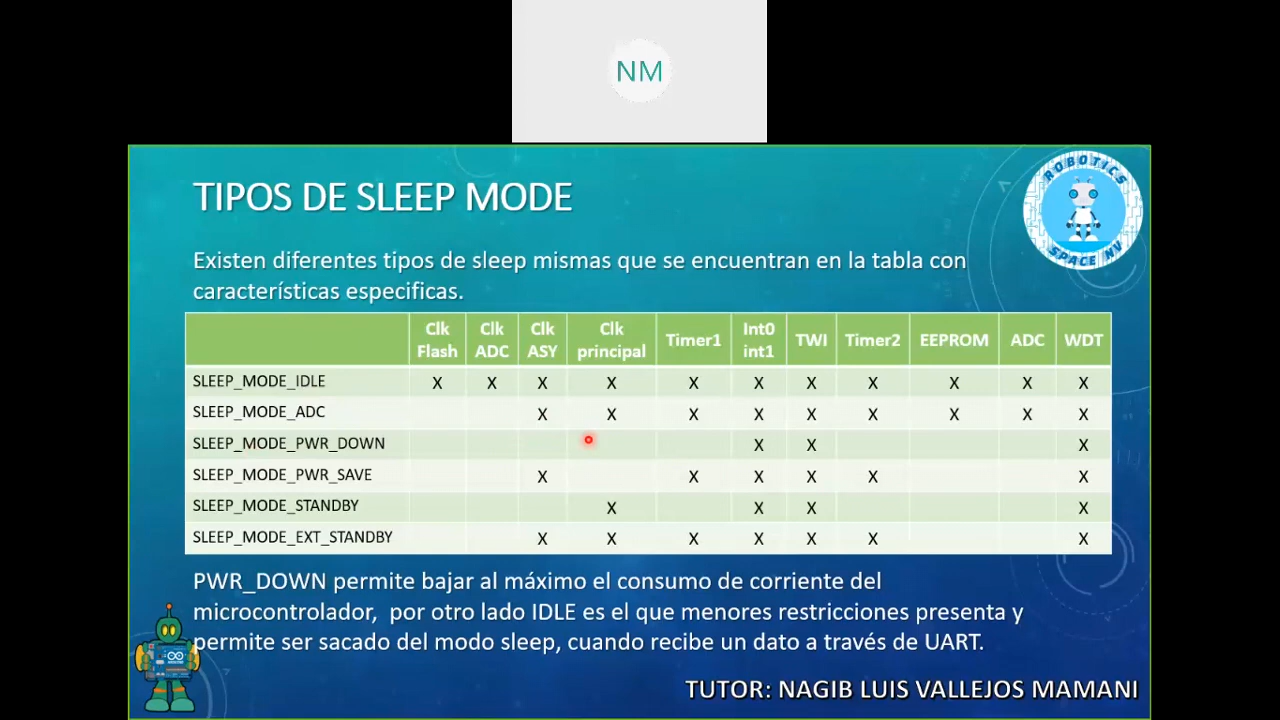 NM
TIPOS DE SLEEP MODE
ROBOTICS
SPACE NV
Existen diferentes tipos de sleep mismas que se encuentran en la tabla con
características especificas.
Clk Flash Clk ADC Clk ASY Clk principal Timer1 Int0 int1 TWI Timer2 EEPROM ADC WDT
SLEEP_MODE_IDLE X X X X X X X X X X X
SLEEP_MODE_ADC X X X X X X X X X
SLEEP_MODE_PWR_DOWN X X X
SLEEP_MODE_PWR_SAVE X X X X X X
SLEEP_MODE_STANDBY X X X X
SLEEP_MODE_EXT_STANDBY X X X X X X X
PWR_DOWN permite bajar al máximo el consumo de corriente del
microcontrolador, por otro lado IDLE es el que menores restricciones presenta y
permite ser sacado del modo sleep, cuando recibe un dato a través de UART.
TUTOR: NAGIB LUIS VALLEJOS MAMANI